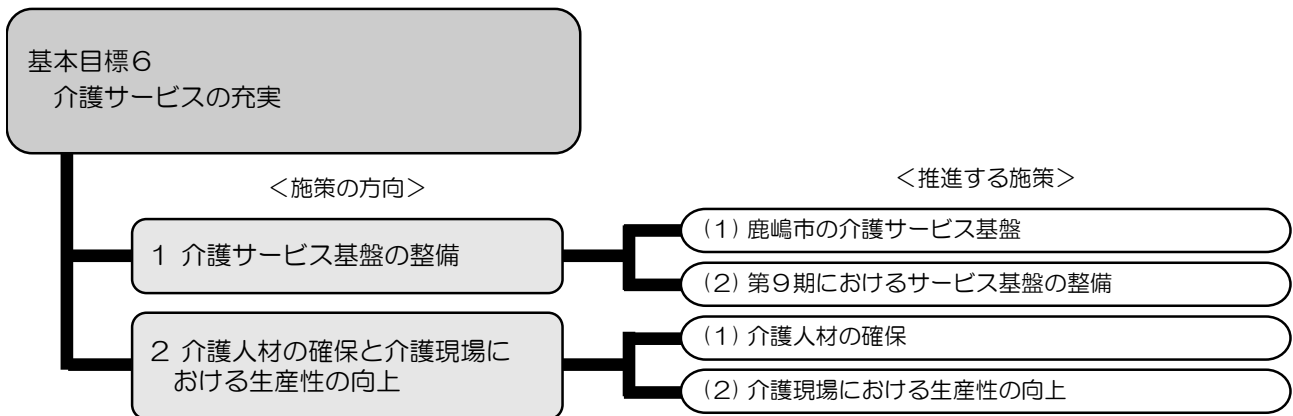 基本目標6
介護サービスの充実
＜施策の方向＞
＜推進する施策＞
1 介護サービス基盤の整備
(1) 鹿嶋市の介護サービス基盤
(2) 第9期におけるサービス基盤の整備
2 介護人材の確保と介護現場に
おける生産性の向上
(1) 介護人材の確保
(2) 介護現場における生産性の向上